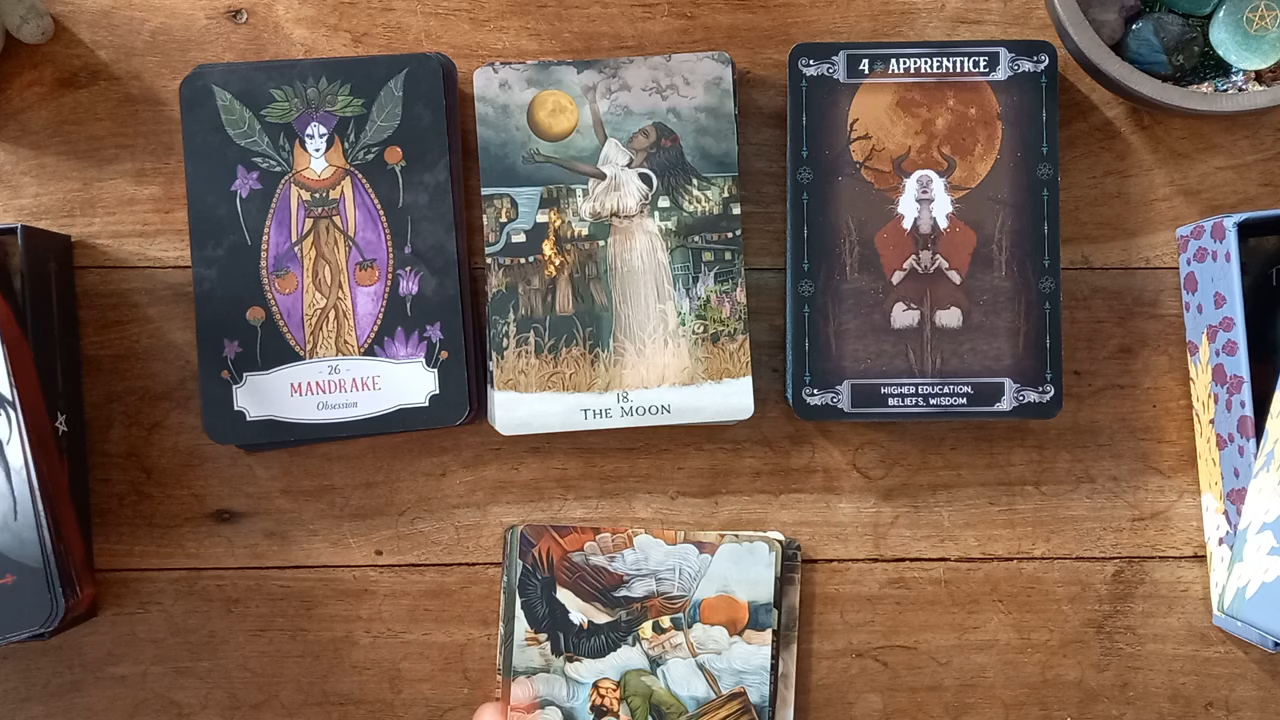 - 26 -
MANDRAKE
Obsession
18.
THE MOON
4 APPRENTICE
HIGHER EDUCATION,
BELIEFS, WISDOM